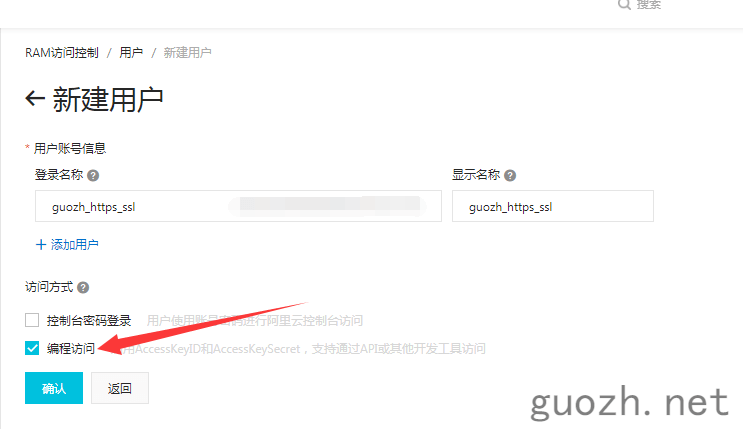 搜索
RAM访问控制 / 用户 / 新建用户
← 新建用户
* 用户账号信息
登录名称 ? 显示名称 ?
guozh_https_ssl guozh_https_ssl
+ 添加用户
访问方式 ?
控制台密码登录 用户使用账号密码进行阿里云控制台访问
编程访问 用AccessKeyID和AccessKeySecret，支持通过API或其他开发工具访问
确认 返回
guozh.net